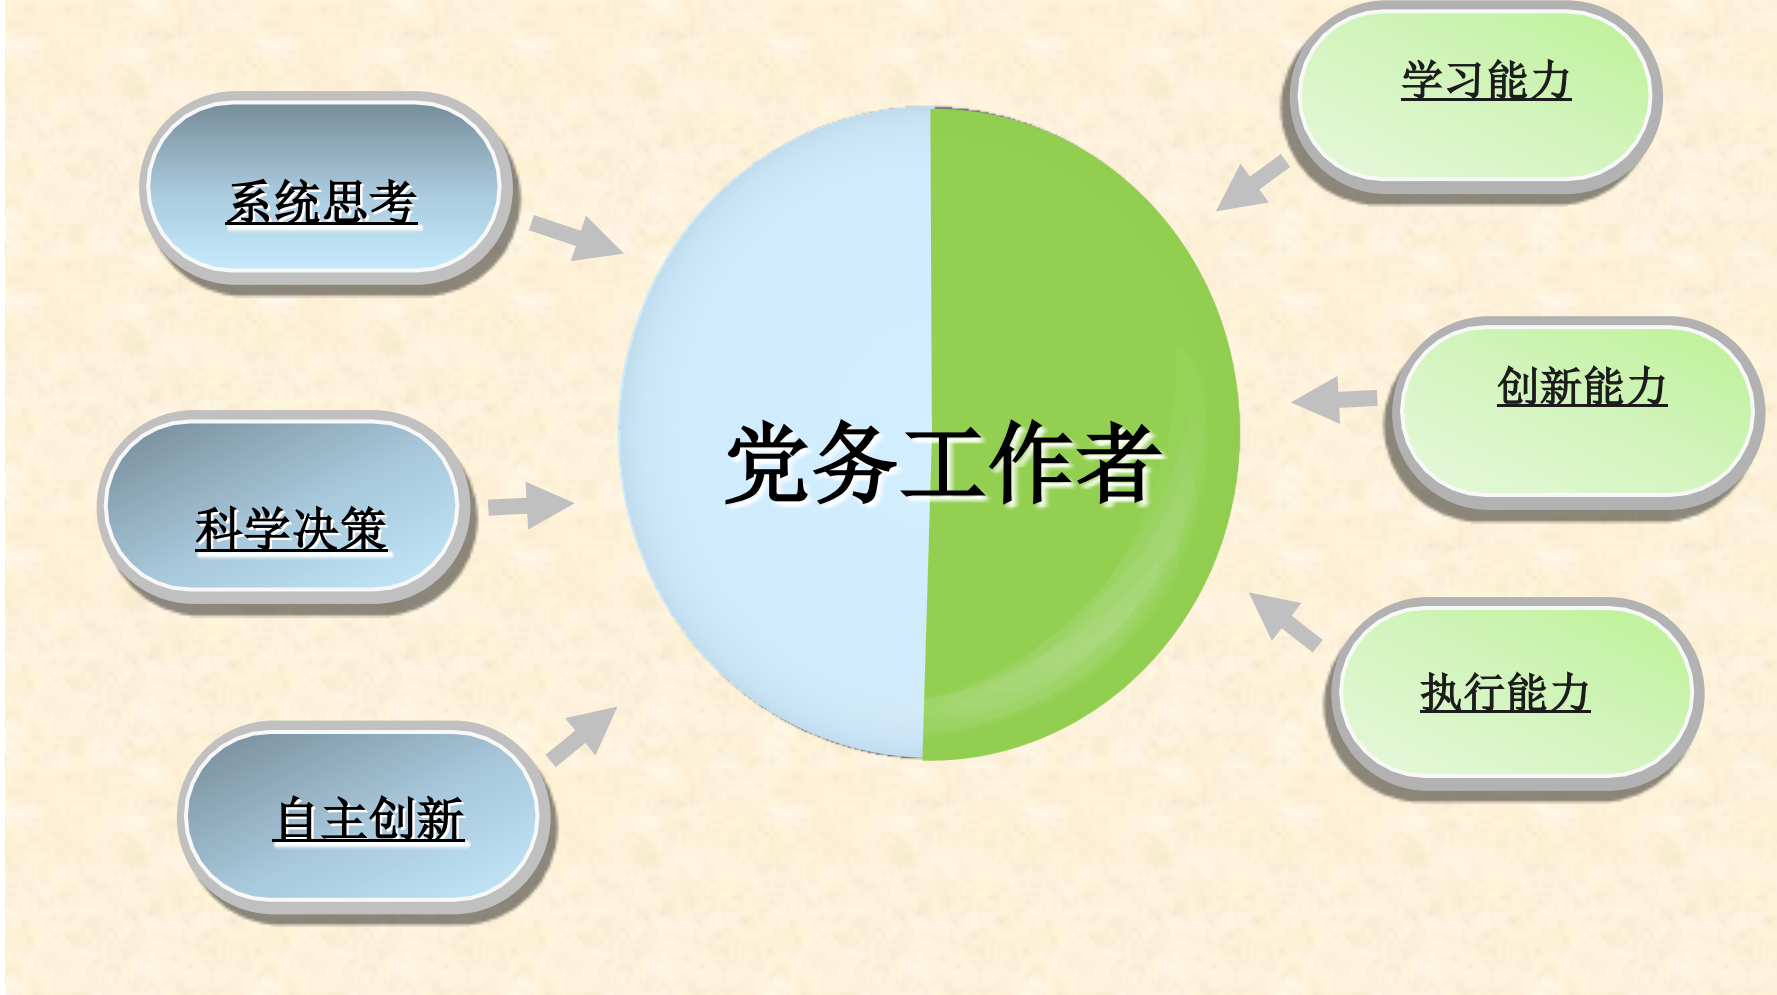 学习能力
系统思考
创新能力
党务工作者
科学决策
执行能力
自主创新